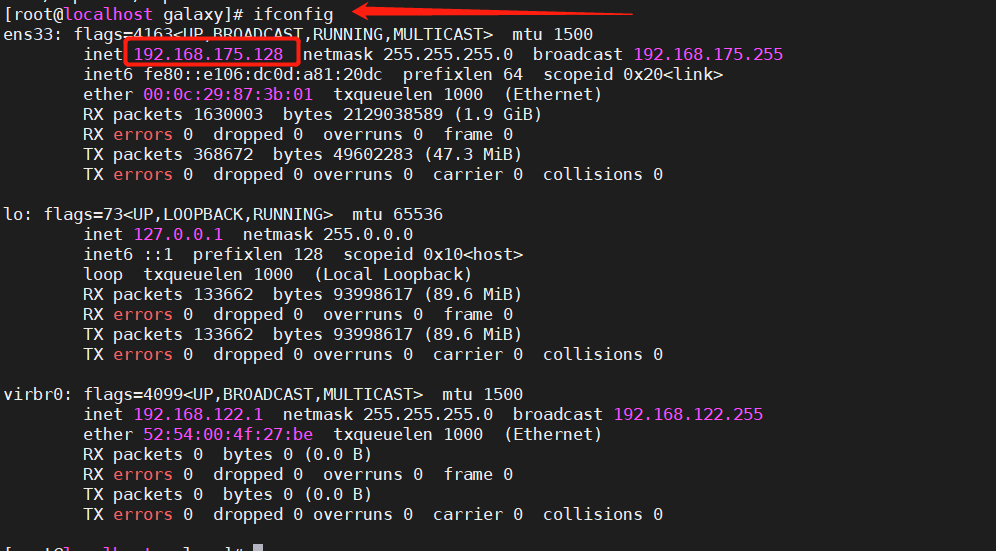 [root@localhost galaxy]# ifconfig
ens33: flags=4163<UP,BROADCAST,RUNNING,MULTICAST>  mtu 1500
        inet 192.168.175.128  netmask 255.255.255.0  broadcast 192.168.175.255
        inet6 fe80::e106:dc0d:a81:20dc  prefixlen 64  scopeid 0x20<link>
        ether 00:0c:29:87:3b:01  txqueuelen 1000  (Ethernet)
        RX packets 1630003  bytes 2129038589 (1.9 GiB)
        RX errors 0  dropped 0  overruns 0  frame 0
        TX packets 368672  bytes 49602283 (47.3 MiB)
        TX errors 0  dropped 0 overruns 0  carrier 0  collisions 0
lo: flags=73<UP,LOOPBACK,RUNNING>  mtu 65536
        inet 127.0.0.1  netmask 255.0.0.0
        inet6 ::1  prefixlen 128  scopeid 0x10<host>
        loop  txqueuelen 1000  (Local Loopback)
        RX packets 133662  bytes 93998617 (89.6 MiB)
        RX errors 0  dropped 0  overruns 0  frame 0
        TX packets 133662  bytes 93998617 (89.6 MiB)
        TX errors 0  dropped 0 overruns 0  carrier 0  collisions 0
virbr0: flags=4099<UP,BROADCAST,MULTICAST>  mtu 1500
        inet 192.168.122.1  netmask 255.255.255.0  broadcast 192.168.122.255
        ether 52:54:00:4f:27:be  txqueuelen 1000  (Ethernet)
        RX packets 0  bytes 0 (0.0 B)
        RX errors 0  dropped 0  overruns 0  frame 0
        TX packets 0  bytes 0 (0.0 B)
        TX errors 0  dropped 0 overruns 0  carrier 0  collisions 0